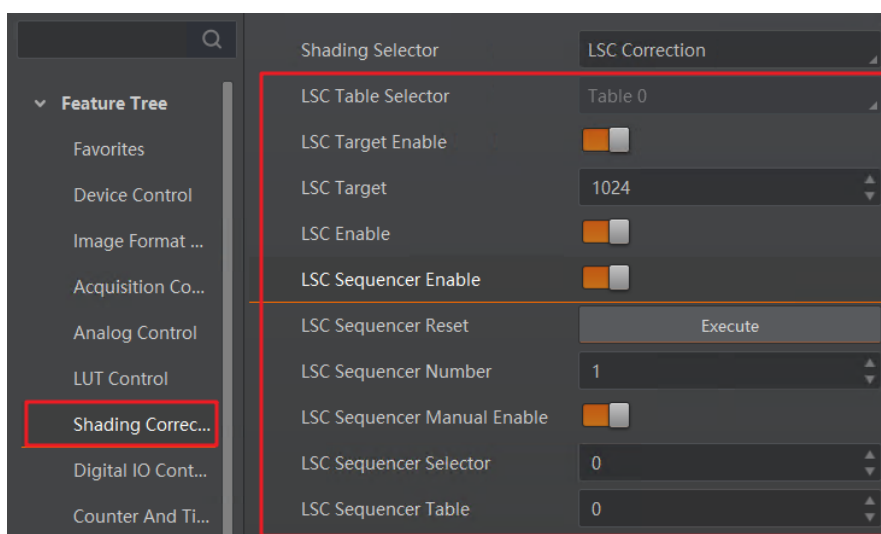 Shading Selector LSC Correction
Feature Tree
Favorites
Device Control
Image Format ...
Acquisition Co...
Analog Control
LUT Control
Shading Correc...
Digital IO Cont...
Counter And Ti...
LSC Table Selector Table 0
LSC Target Enable
LSC Target 1024
LSC Enable
LSC Sequencer Enable
LSC Sequencer Reset Execute
LSC Sequencer Number 1
LSC Sequencer Manual Enable
LSC Sequencer Selector 0
LSC Sequencer Table 0